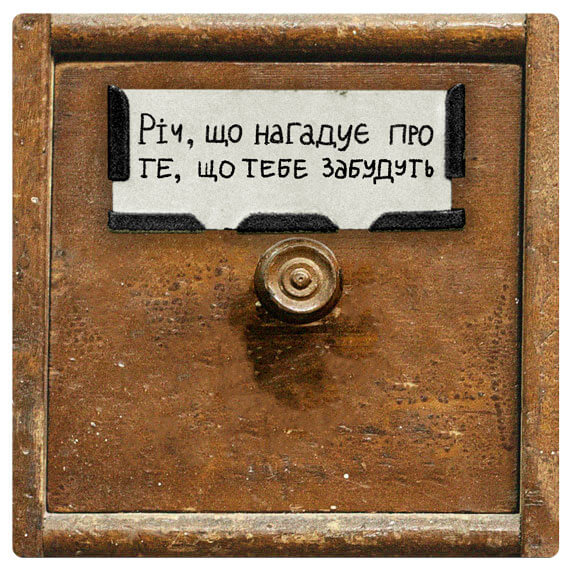 Річ, що нагадує про
те, що тебе забудуть